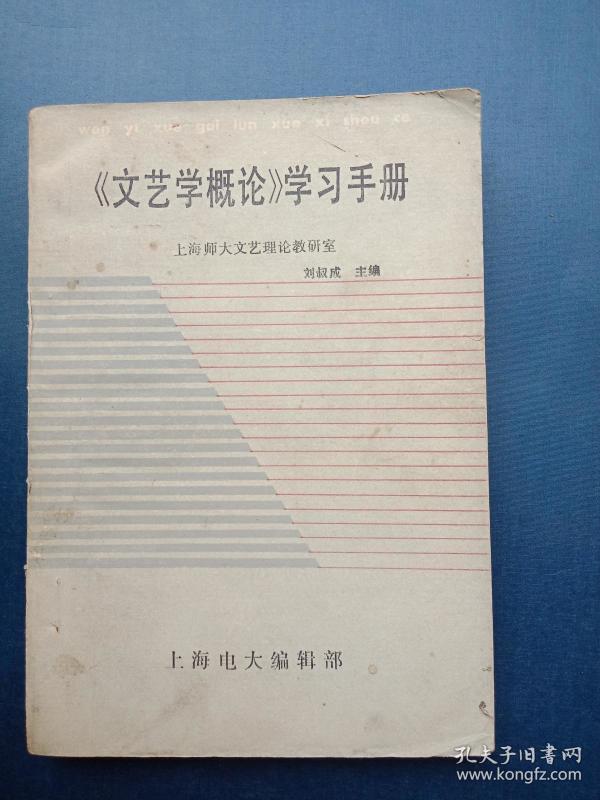 wen yi xue gai lun xue xi shou ce
《文艺学概论》学习手册
上海师大文艺理论教研室
刘叔成 主编
上海电大编辑部
孔夫子旧书网
www.kongfz.com